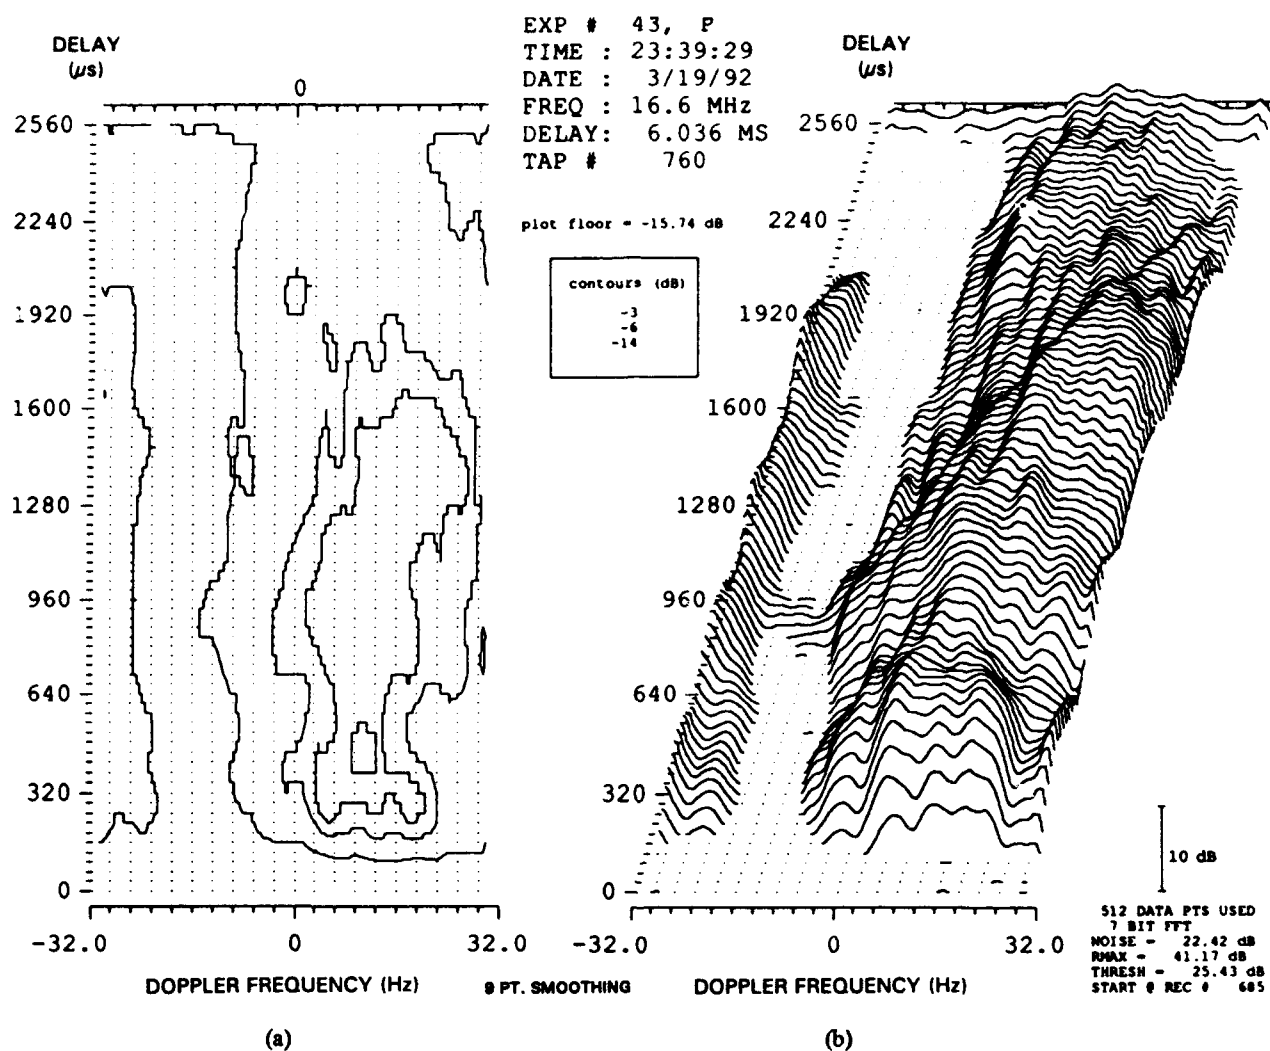 EXP # 43, P
TIME : 23:39:29
DATE : 3/19/92
FREQ : 16.6 MHz
DELAY: 6.036 MS
TAP # 760
plot floor = -15.74 dB
contours (dB)
-3
-6
-14
DELAY
(µs)
0
2560
2240
1920
1600
1280
960
640
320
0
-32.0 0 32.0
DOPPLER FREQUENCY (Hz)
9 PT. SMOOTHING
(a)
DELAY
(µs)
2560
2240
1920
1600
1280
960
640
320
0
-32.0 0 32.0
DOPPLER FREQUENCY (Hz)
10 dB
512 DATA PTS USED
7 BIT FFT
NOISE = 22.42 dB
RMAX = 41.17 dB
THRESH = 25.43 dB
START @ REC # 685
(b)